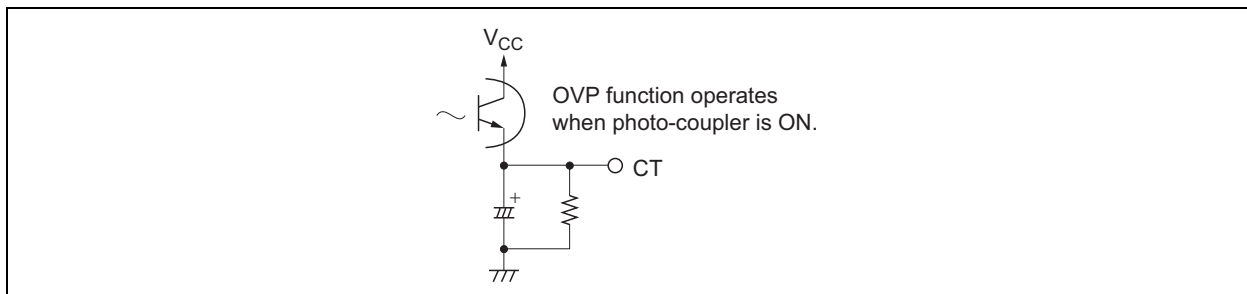 VCC
OVP function operates
when photo-coupler is ON.
CT
+